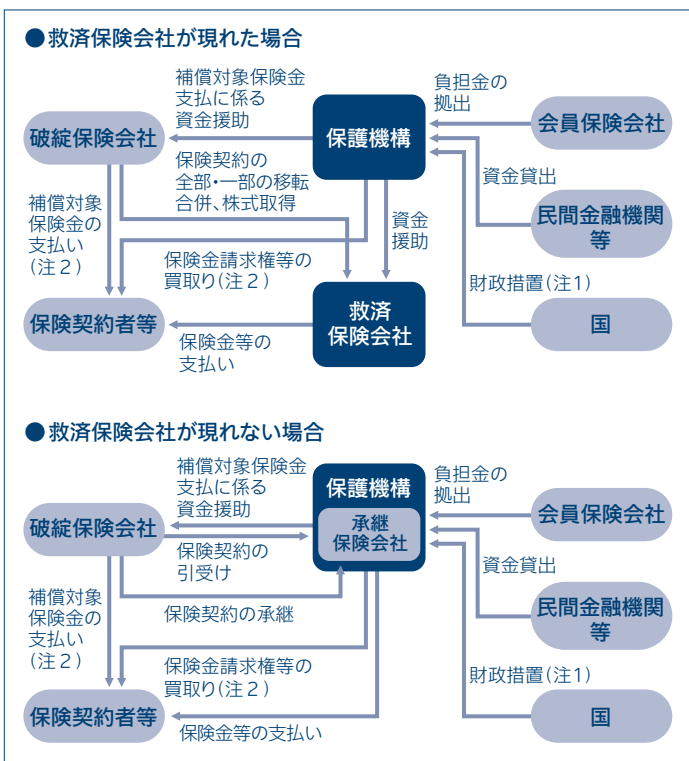 ●救済保険会社が現れた場合
補償対象保険金
支払に係る
資金援助
負担金の
拠出
破綻保険会社
保護機構
会員保険会社
保険契約の
全部・一部の移転
合併、株式取得
資金貸出
補償対象
保険金の
支払い
(注2)
資金
援助
民間金融機関
等
保険金請求権等の
買取り(注2)
財政措置(注1)
保険契約者等
救済
保険会社
国
保険金等の
支払い
●救済保険会社が現れない場合
補償対象保険金
支払に係る
資金援助
保護機構
負担金の
拠出
破綻保険会社
承継
保険会社
会員保険会社
保険契約の
引受け
資金貸出
補償対象
保険金の
支払い
(注2)
保険契約の承継
民間金融機関
等
保険金請求権等の
買取り(注2)
財政措置(注1)
保険契約者等
保険金等の支払い
国